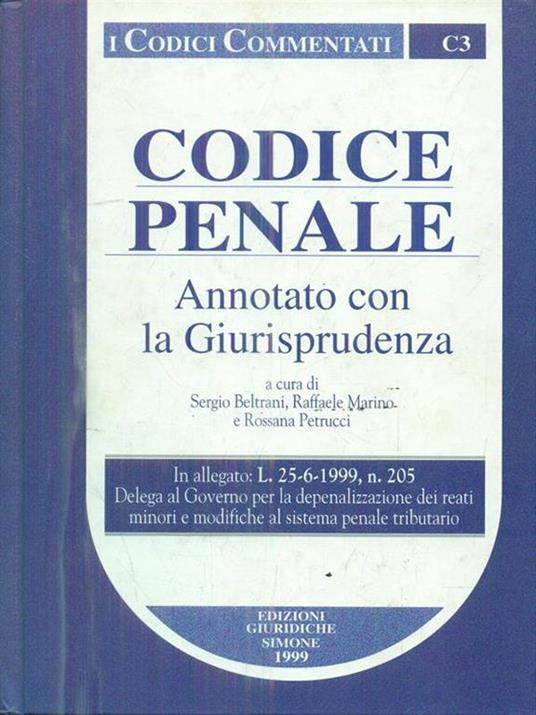 I CODICI COMMENTATI C3
CODICE
PENALE
Annotato con
la Giurisprudenza
a cura di
Sergio Beltrani, Raffaele Marino
e Rossana Petrucci
In allegato: L. 25-6-1999, n. 205
Delega al Governo per la depenalizzazione dei reati
minori e modifiche al sistema penale tributario
EDIZIONI
GIURIDICHE
SIMONE
1999